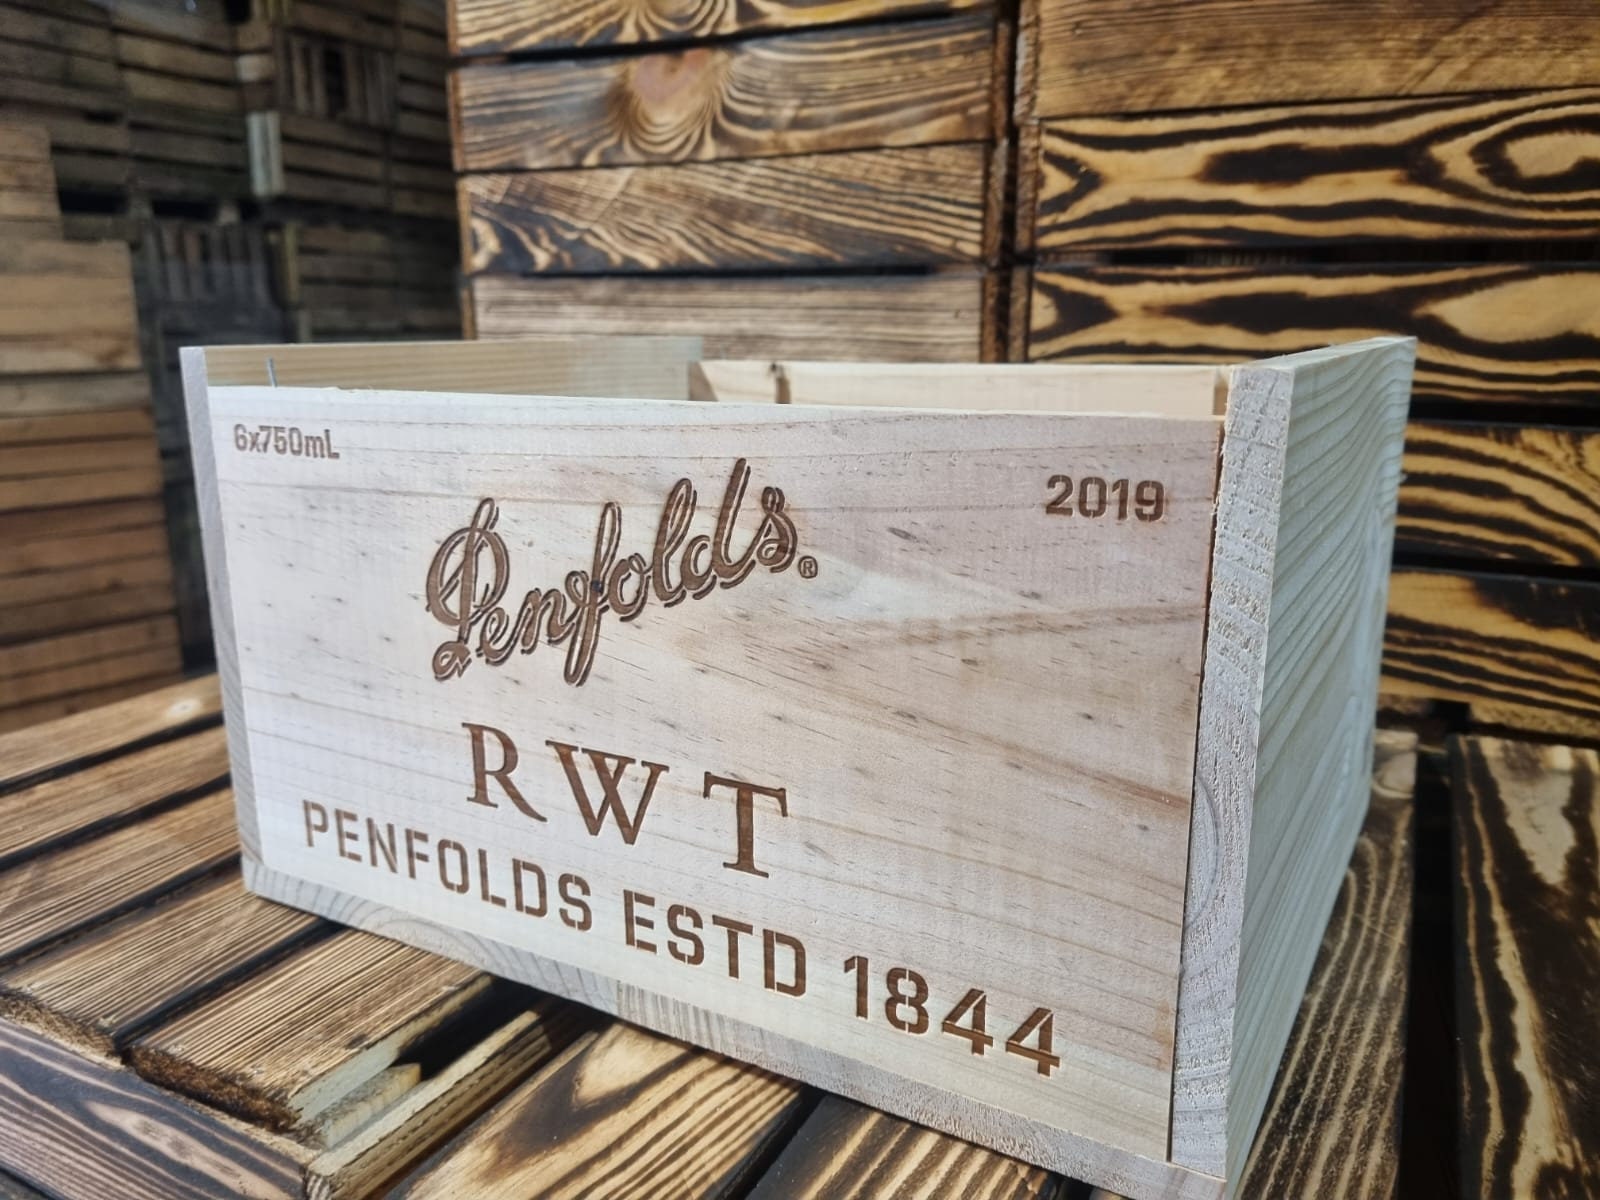 6x750mL
2019
Penfolds®
RWT
PENFOLDS ESTD 1844